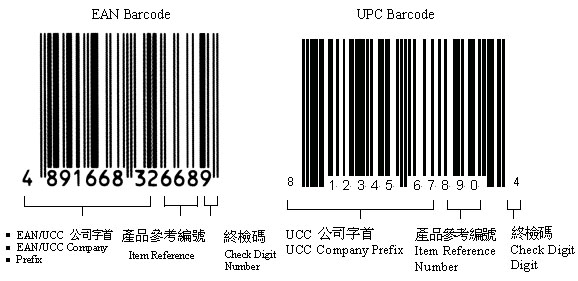 EAN Barcode
4 891668 326689
▪ EAN/UCC 公司字首
▪ EAN/UCC Company
▪ Prefix
產品參考編號
Item Reference
終檢碼
Check Digit
Number
UPC Barcode
8 12345 67890 4
UCC 公司字首
UCC Company Prefix
產品參考編號
Item Reference
Number
終檢碼
Check Digit
Digit